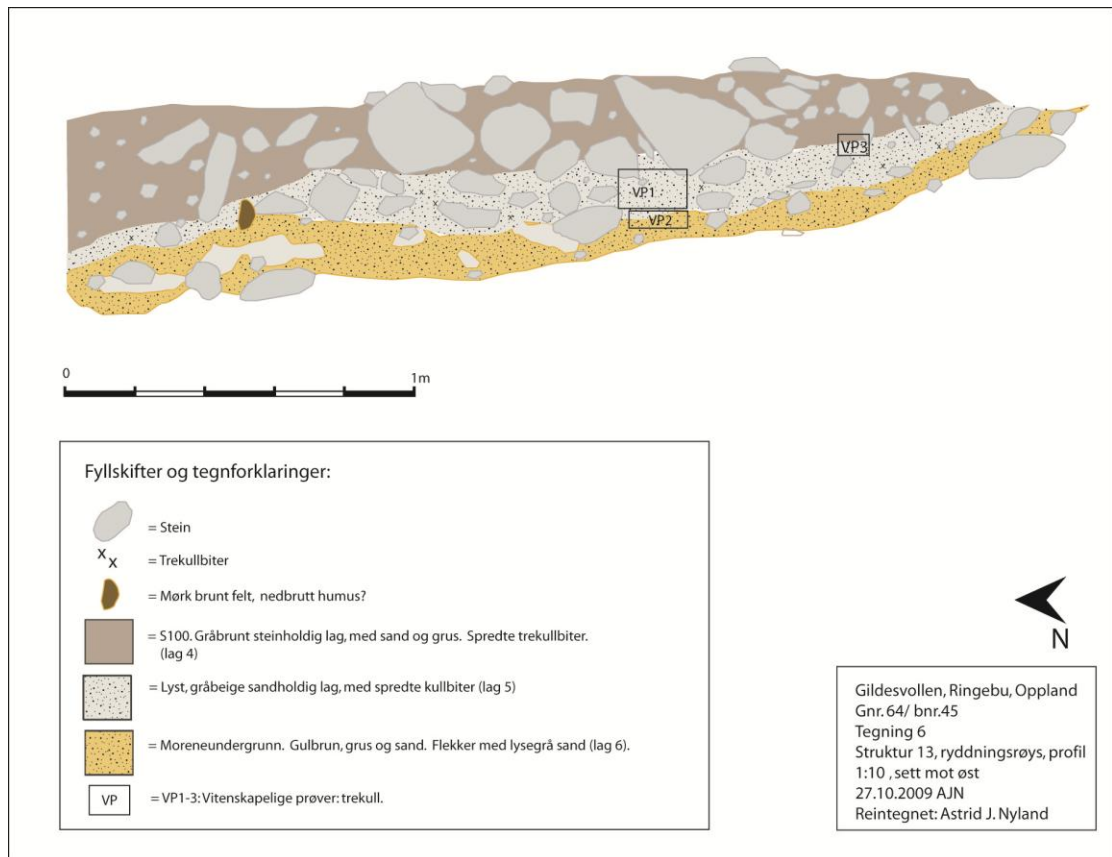 VP3
VP1
VP2
0
1m
Fyllskifter og tegnforklaringer:
= Stein
x x
= Trekullbiter
= Mørk brunt felt, nedbrutt humus?
= S100. Gråbrunt steinholdig lag, med sand og grus. Spredte trekullbiter.
(lag 4)
= Lyst, gråbeige sandholdig lag, med spredte kullbiter (lag 5)
= Moreneundergrunn. Gulbrun, grus og sand. Flekker med lysegrå sand (lag 6).
VP
= VP1-3: Vitenskapelige prøver: trekull.
N
Gildesvollen, Ringebu, Oppland
Gnr. 64/ bnr.45
Tegning 6
Struktur 13, ryddningsrøys, profil
1:10 , sett mot øst
27.10.2009 AJN
Reintegnet: Astrid J. Nyland